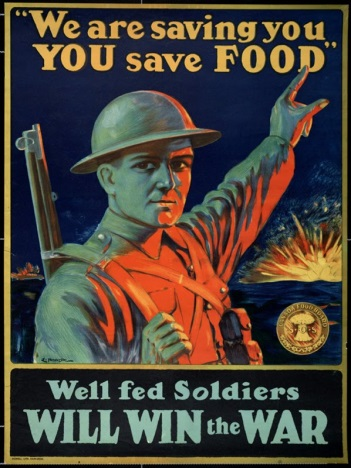 "We are saving you
YOU save FOOD"
Well fed Soldiers
WILL WIN the WAR